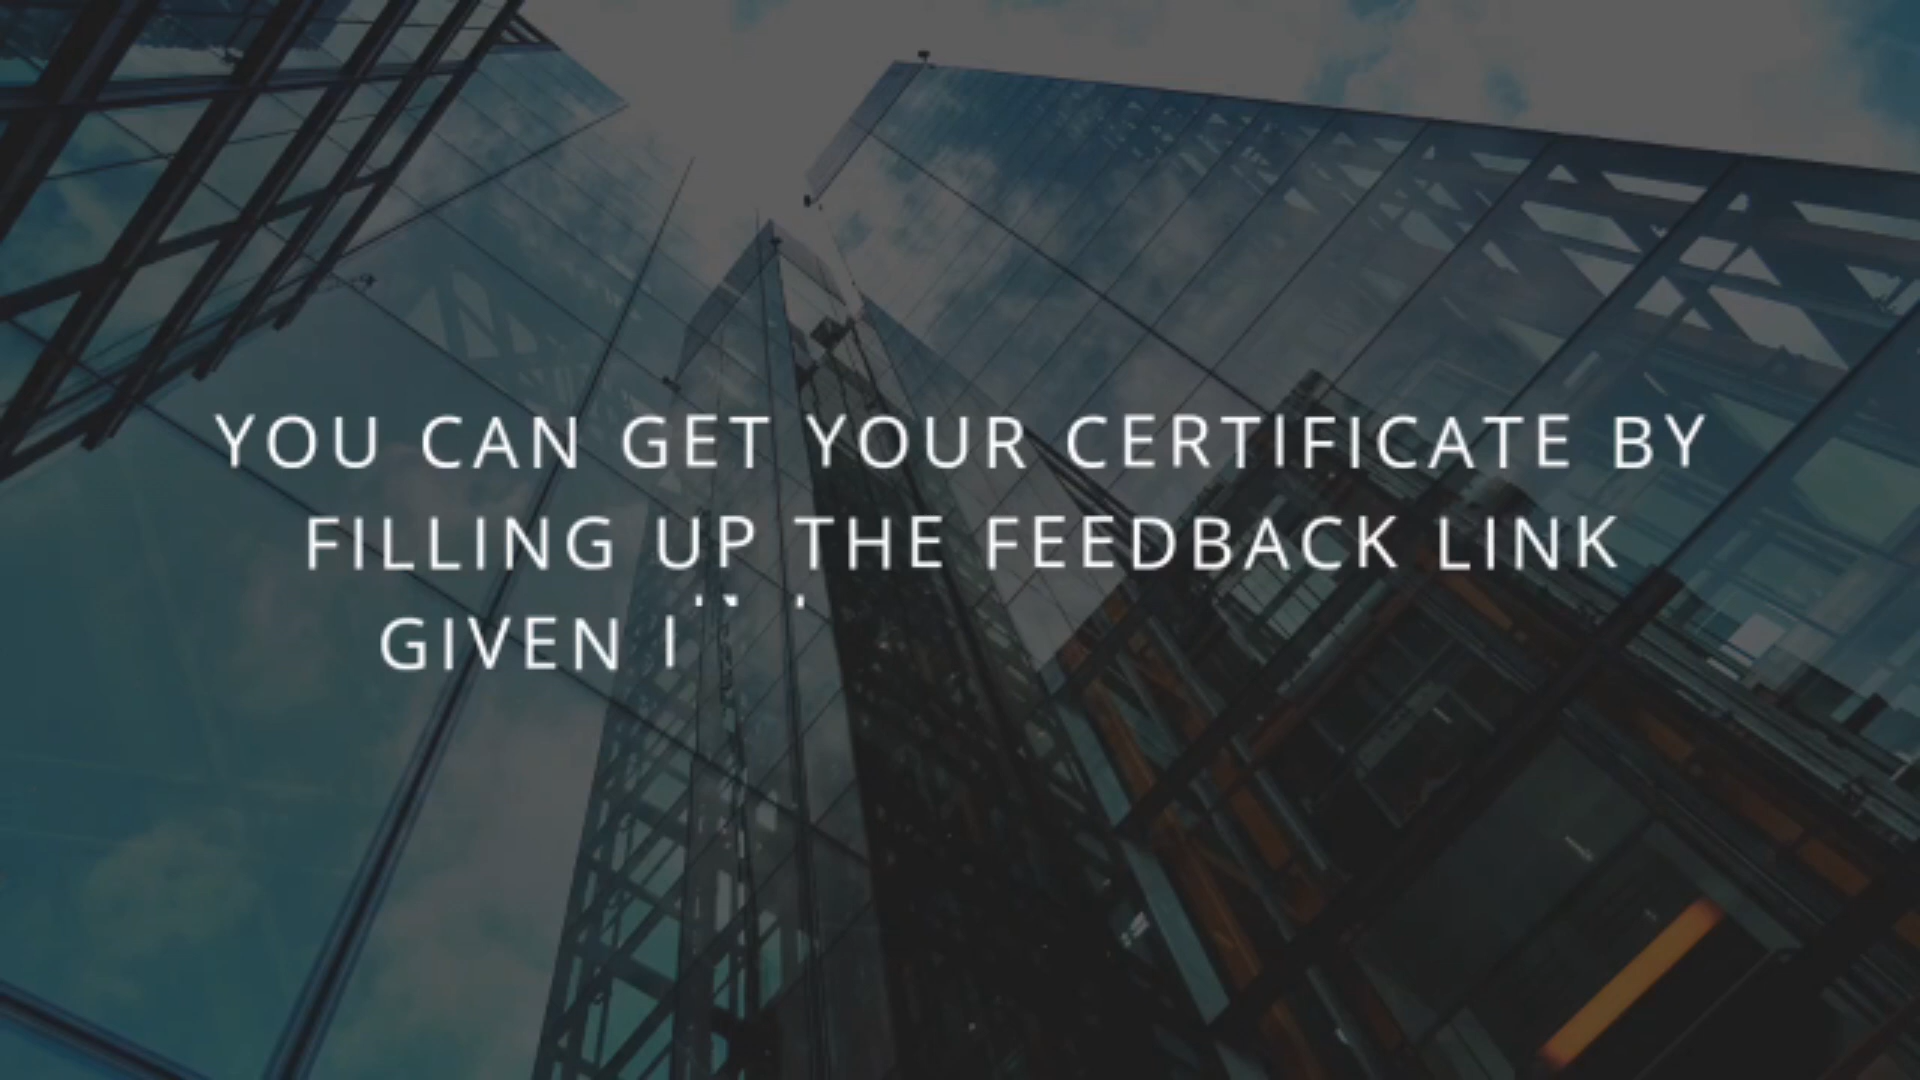 YOU CAN GET YOUR CERTIFICATE BY
FILLING UP THE FEEDBACK LINK
GIVEN